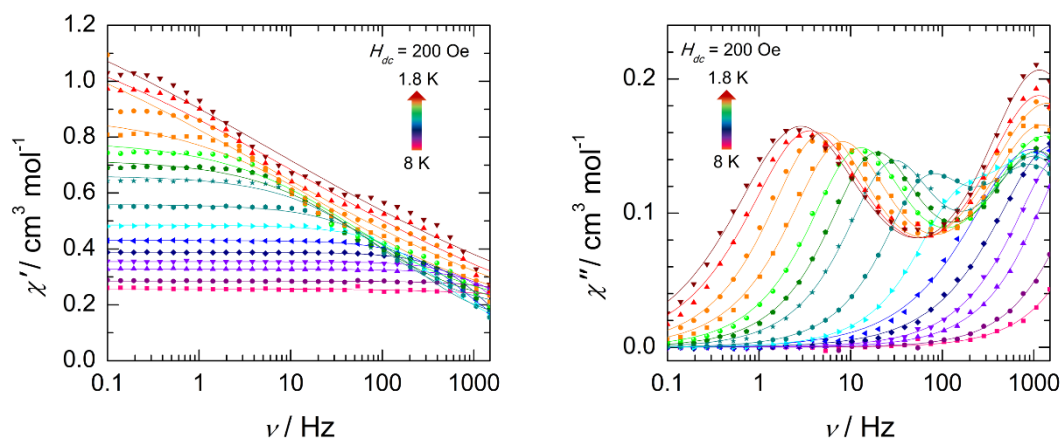 1.2
1.0
0.8
0.6
0.4
0.2
0.0
χ' / cm³ mol⁻¹
H_dc = 200 Oe
1.8 K
8 K
0.1 1 10 100 1000
ν / Hz
0.2
0.1
0.0
χ'' / cm³ mol⁻¹
H_dc = 200 Oe
1.8 K
8 K
0.1 1 10 100 1000
ν / Hz